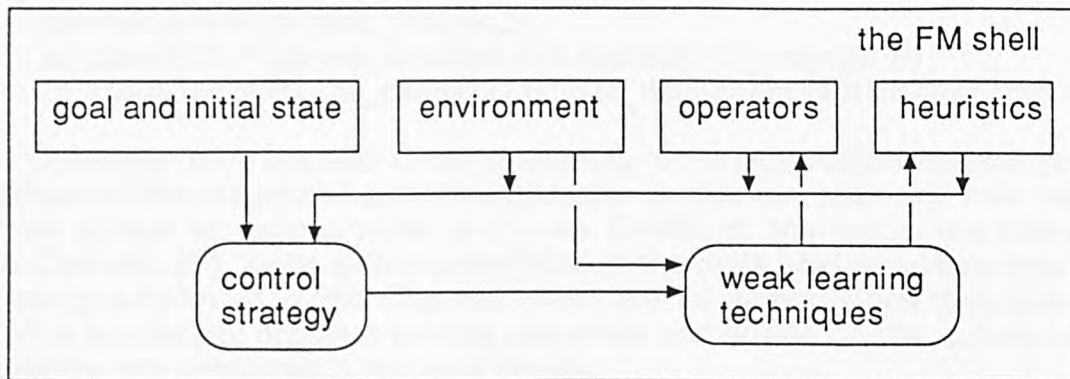 the FM shell
goal and initial state
environment
operators
heuristics
control
strategy
weak learning
techniques